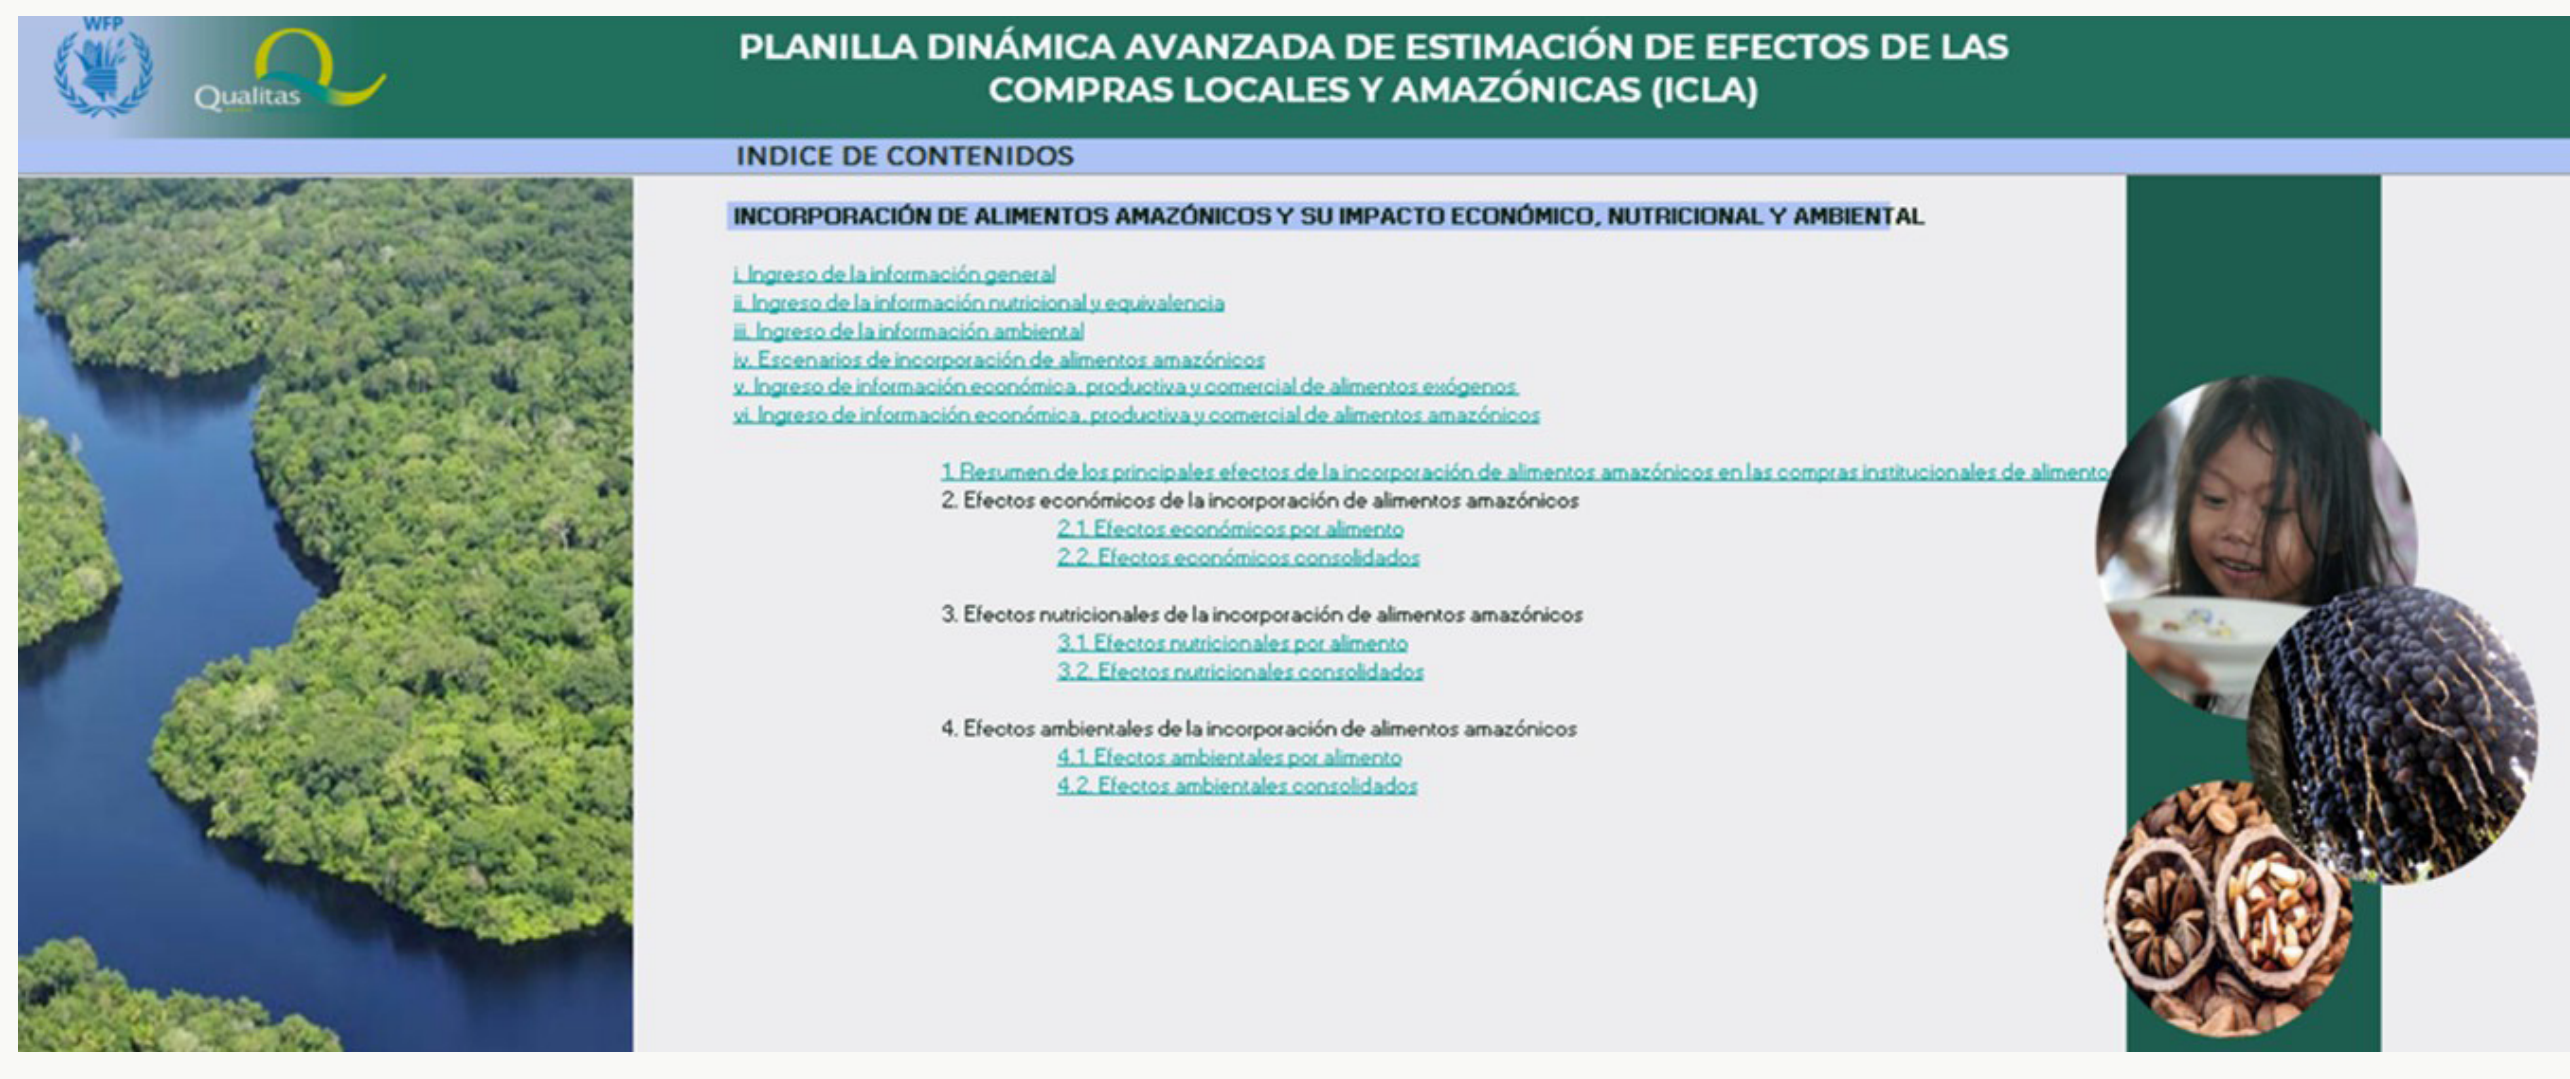 WFP
Qualitas
PLANILLA DINÁMICA AVANZADA DE ESTIMACIÓN DE EFECTOS DE LAS
COMPRAS LOCALES Y AMAZÓNICAS (ICLA)
INDICE DE CONTENIDOS
INCORPORACIÓN DE ALIMENTOS AMAZÓNICOS Y SU IMPACTO ECONÓMICO, NUTRICIONAL Y AMBIENTAL
i. Ingreso de la información general
ii. Ingreso de la información nutricional y equivalencia
iii. Ingreso de la información ambiental
iv. Escenarios de incorporación de alimentos amazónicos
v. Ingreso de información económica, productiva y comercial de alimentos exógenos
vi. Ingreso de información económica, productiva y comercial de alimentos amazónicos
1. Resumen de los principales efectos de la incorporación de alimentos amazónicos en las compras institucionales de alimento
2. Efectos económicos de la incorporación de alimentos amazónicos
2.1. Efectos económicos por alimento
2.2. Efectos económicos consolidados
3. Efectos nutricionales de la incorporación de alimentos amazónicos
3.1. Efectos nutricionales por alimento
3.2. Efectos nutricionales consolidados
4. Efectos ambientales de la incorporación de alimentos amazónicos
4.1. Efectos ambientales por alimento
4.2. Efectos ambientales consolidados